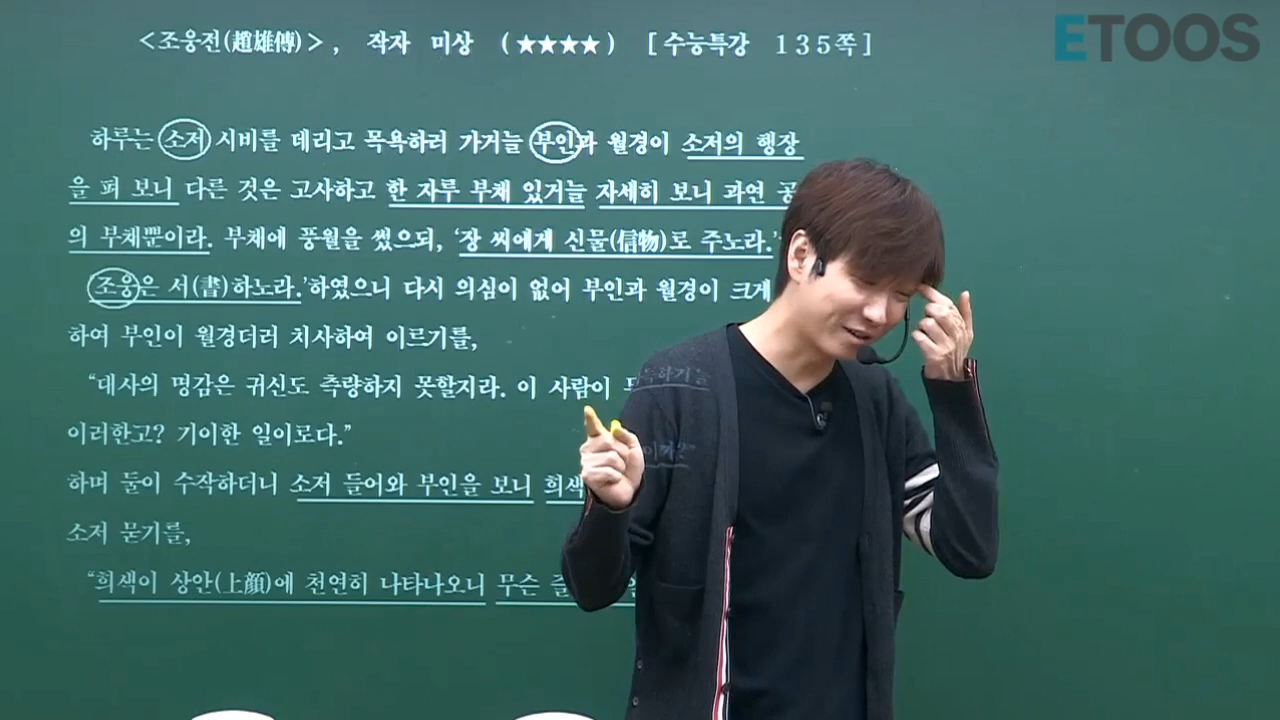 ETOOS
<조웅전(趙雄傳)>, 작자 미상 (★★★★) [수능특강 135쪽]
하루는 소저 시비를 데리고 목욕하러 가거늘 부인과 월경이 소저의 행장
을 펴 보니 다른 것은 고사하고 한 자루 부채 있거늘 자세히 보니 과연 공
의 부채뿐이라. 부채에 풍월을 썼으되, ‘장 씨에게 신물(信物)로 주노라.’
조웅은 서(書)하노라.’하였으니 다시 의심이 없어 부인과 월경이 크게
하여 부인이 월경더러 치사하여 이르기를,
“대사의 명감은 귀신도 측량하지 못할지라. 이 사람이 하기늘
이러한고? 기이한 일이로다.”
하며 둘이 수작하더니 소저 들어와 부인을 보니 희색
소저 묻기를,
“희색이 상안(上顔)에 천연히 나타나오니 무슨